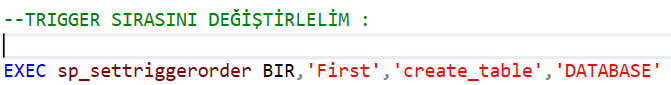 --TRIGGER SIRASINI DEĞİŞTİRLELİM :
EXEC sp_settriggerorder BIR,'First','create_table','DATABASE'